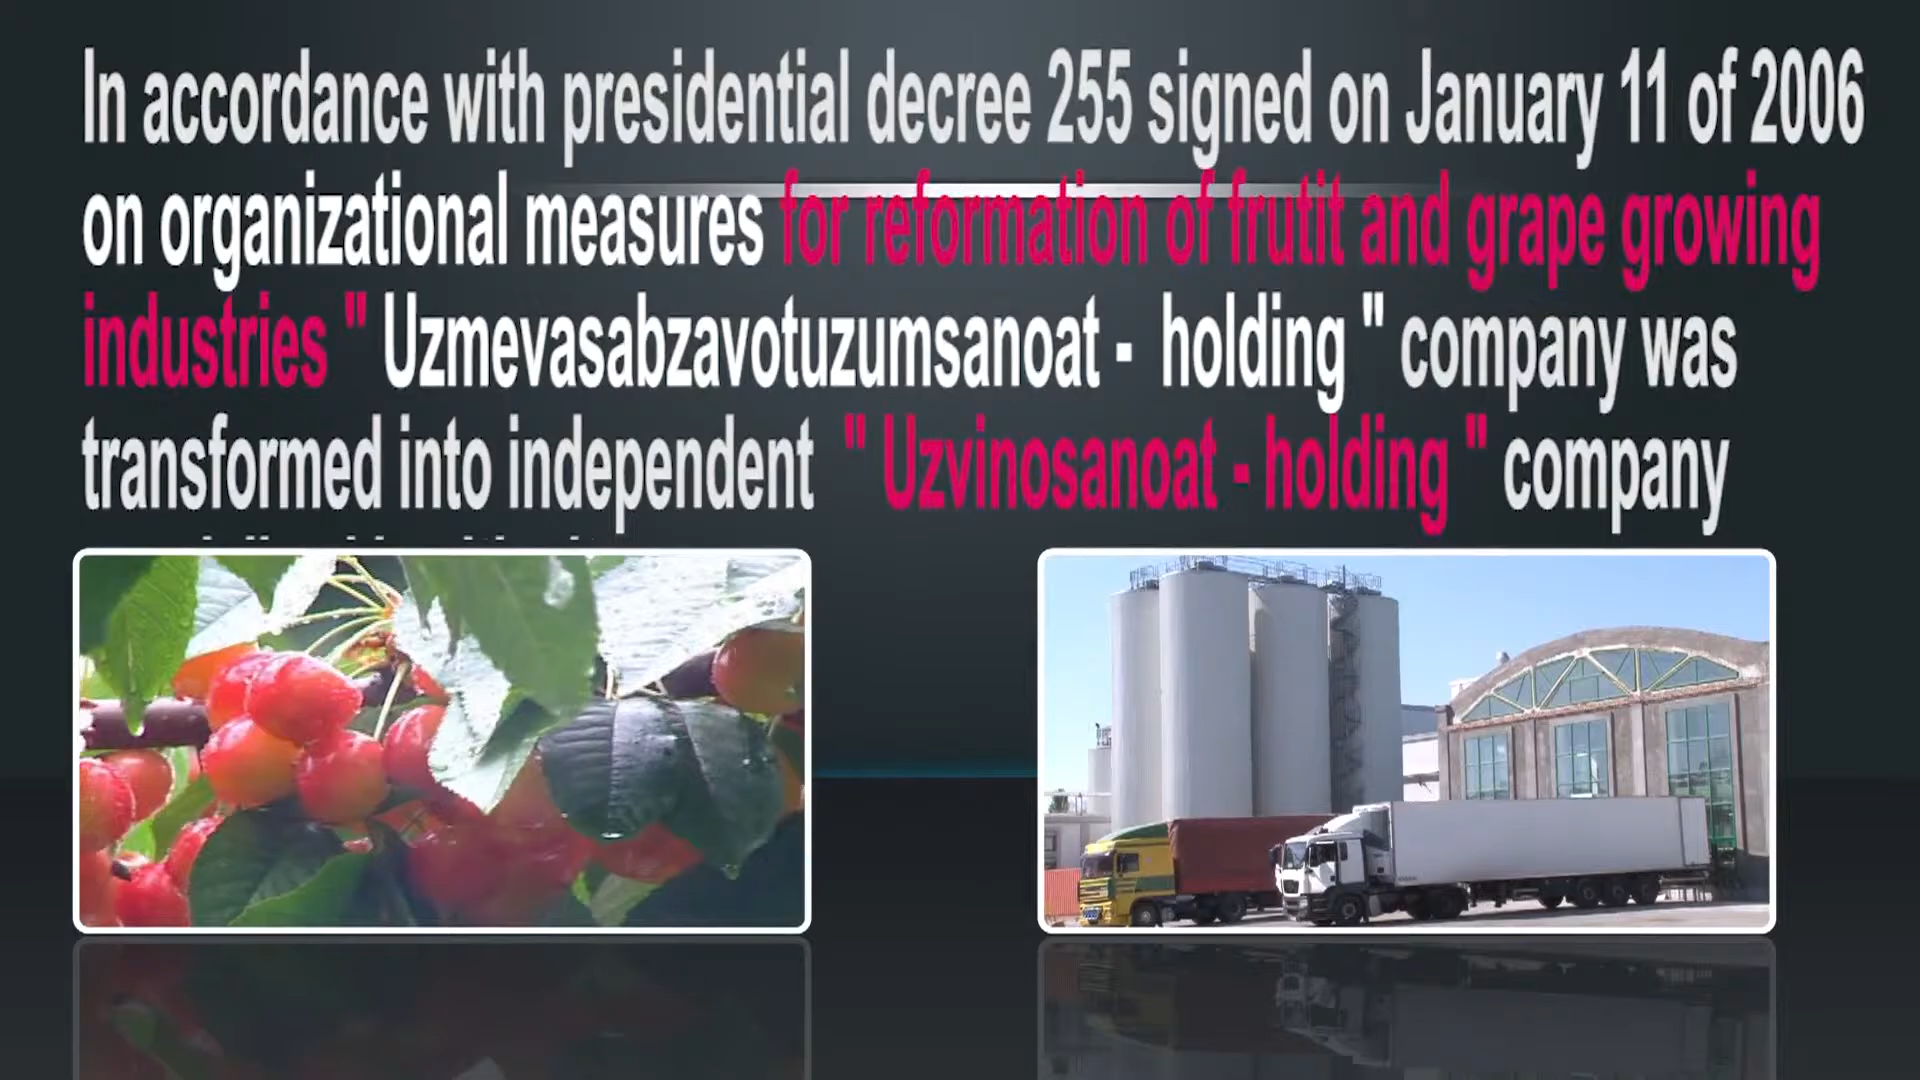 In accordance with presidential decree 255 signed on January 11 of 2006
on organizational measures for reformation of frutit and grape growing
industries " Uzmevasabzavotuzumsanoat - holding " company was
transformed into independent " Uzvinosanoat - holding " company